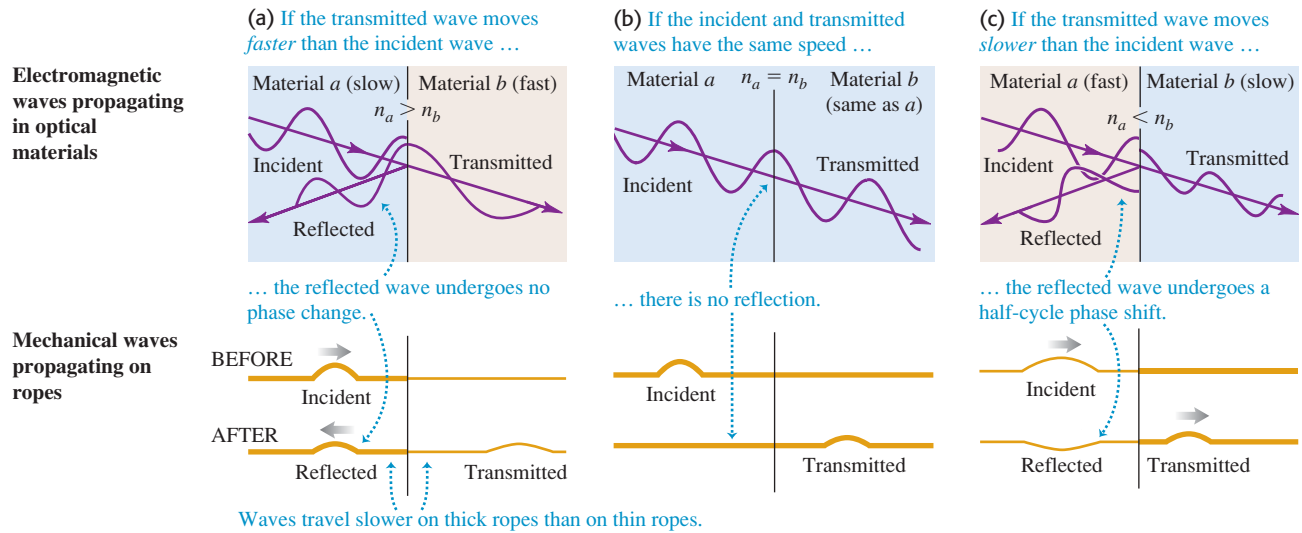 (a) If the transmitted wave moves
faster than the incident wave …
(b) If the incident and transmitted
waves have the same speed …
(c) If the transmitted wave moves
slower than the incident wave …
Electromagnetic
waves propagating
in optical
materials
Material a (slow)
Material b (fast)
nₐ > n_b
Incident
Transmitted
Reflected
Material a
nₐ = n_b
Material b
(same as a)
Incident
Transmitted
Material a (fast)
Material b (slow)
nₐ < n_b
Incident
Transmitted
Reflected
… the reflected wave undergoes no
phase change.
… there is no reflection.
… the reflected wave undergoes a
half-cycle phase shift.
Mechanical waves
propagating on
ropes
BEFORE
Incident
AFTER
Reflected
Transmitted
Incident
Transmitted
Incident
Reflected
Transmitted
Waves travel slower on thick ropes than on thin ropes.